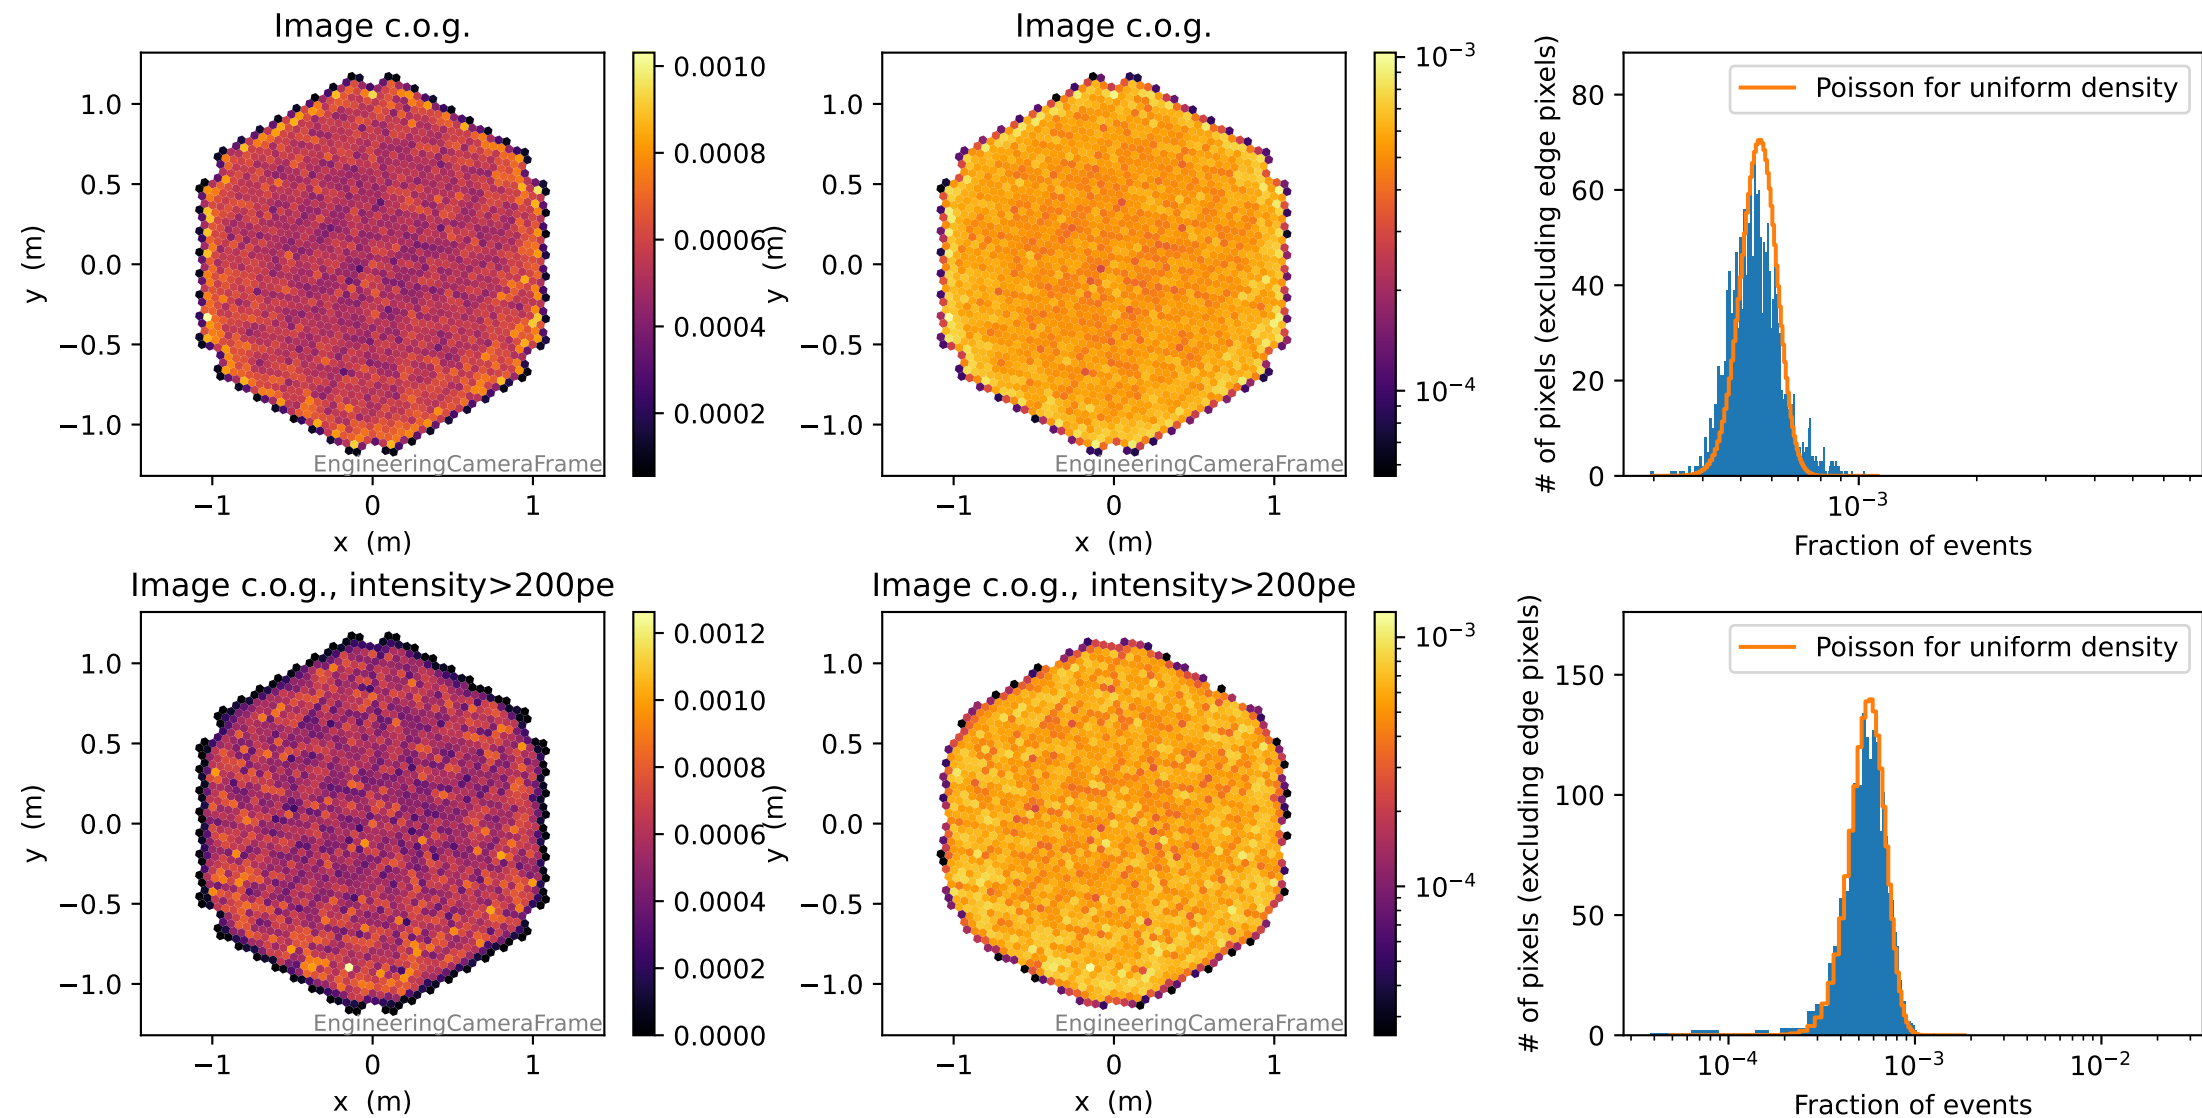 Image c.o.g.
1.0
0.5
0.0
−0.5
−1.0
y (m)
−1
0
1
x (m)
EngineeringCameraFrame
0.0010
0.0008
0.0006
0.0004
0.0002
Image c.o.g.
1.0
0.5
0.0
−0.5
−1.0
y (m)
−1
0
1
x (m)
EngineeringCameraFrame
10⁻³
10⁻⁴
Poisson for uniform density
80
60
40
20
0
# of pixels (excluding edge pixels)
10⁻³
Fraction of events
Image c.o.g., intensity>200pe
1.0
0.5
0.0
−0.5
−1.0
y (m)
−1
0
1
x (m)
EngineeringCameraFrame
0.0012
0.0010
0.0008
0.0006
0.0004
0.0002
0.0000
Image c.o.g., intensity>200pe
1.0
0.5
0.0
−0.5
−1.0
y (m)
−1
0
1
x (m)
EngineeringCameraFrame
10⁻³
10⁻⁴
Poisson for uniform density
150
100
50
0
# of pixels (excluding edge pixels)
10⁻⁴
10⁻³
10⁻²
Fraction of events